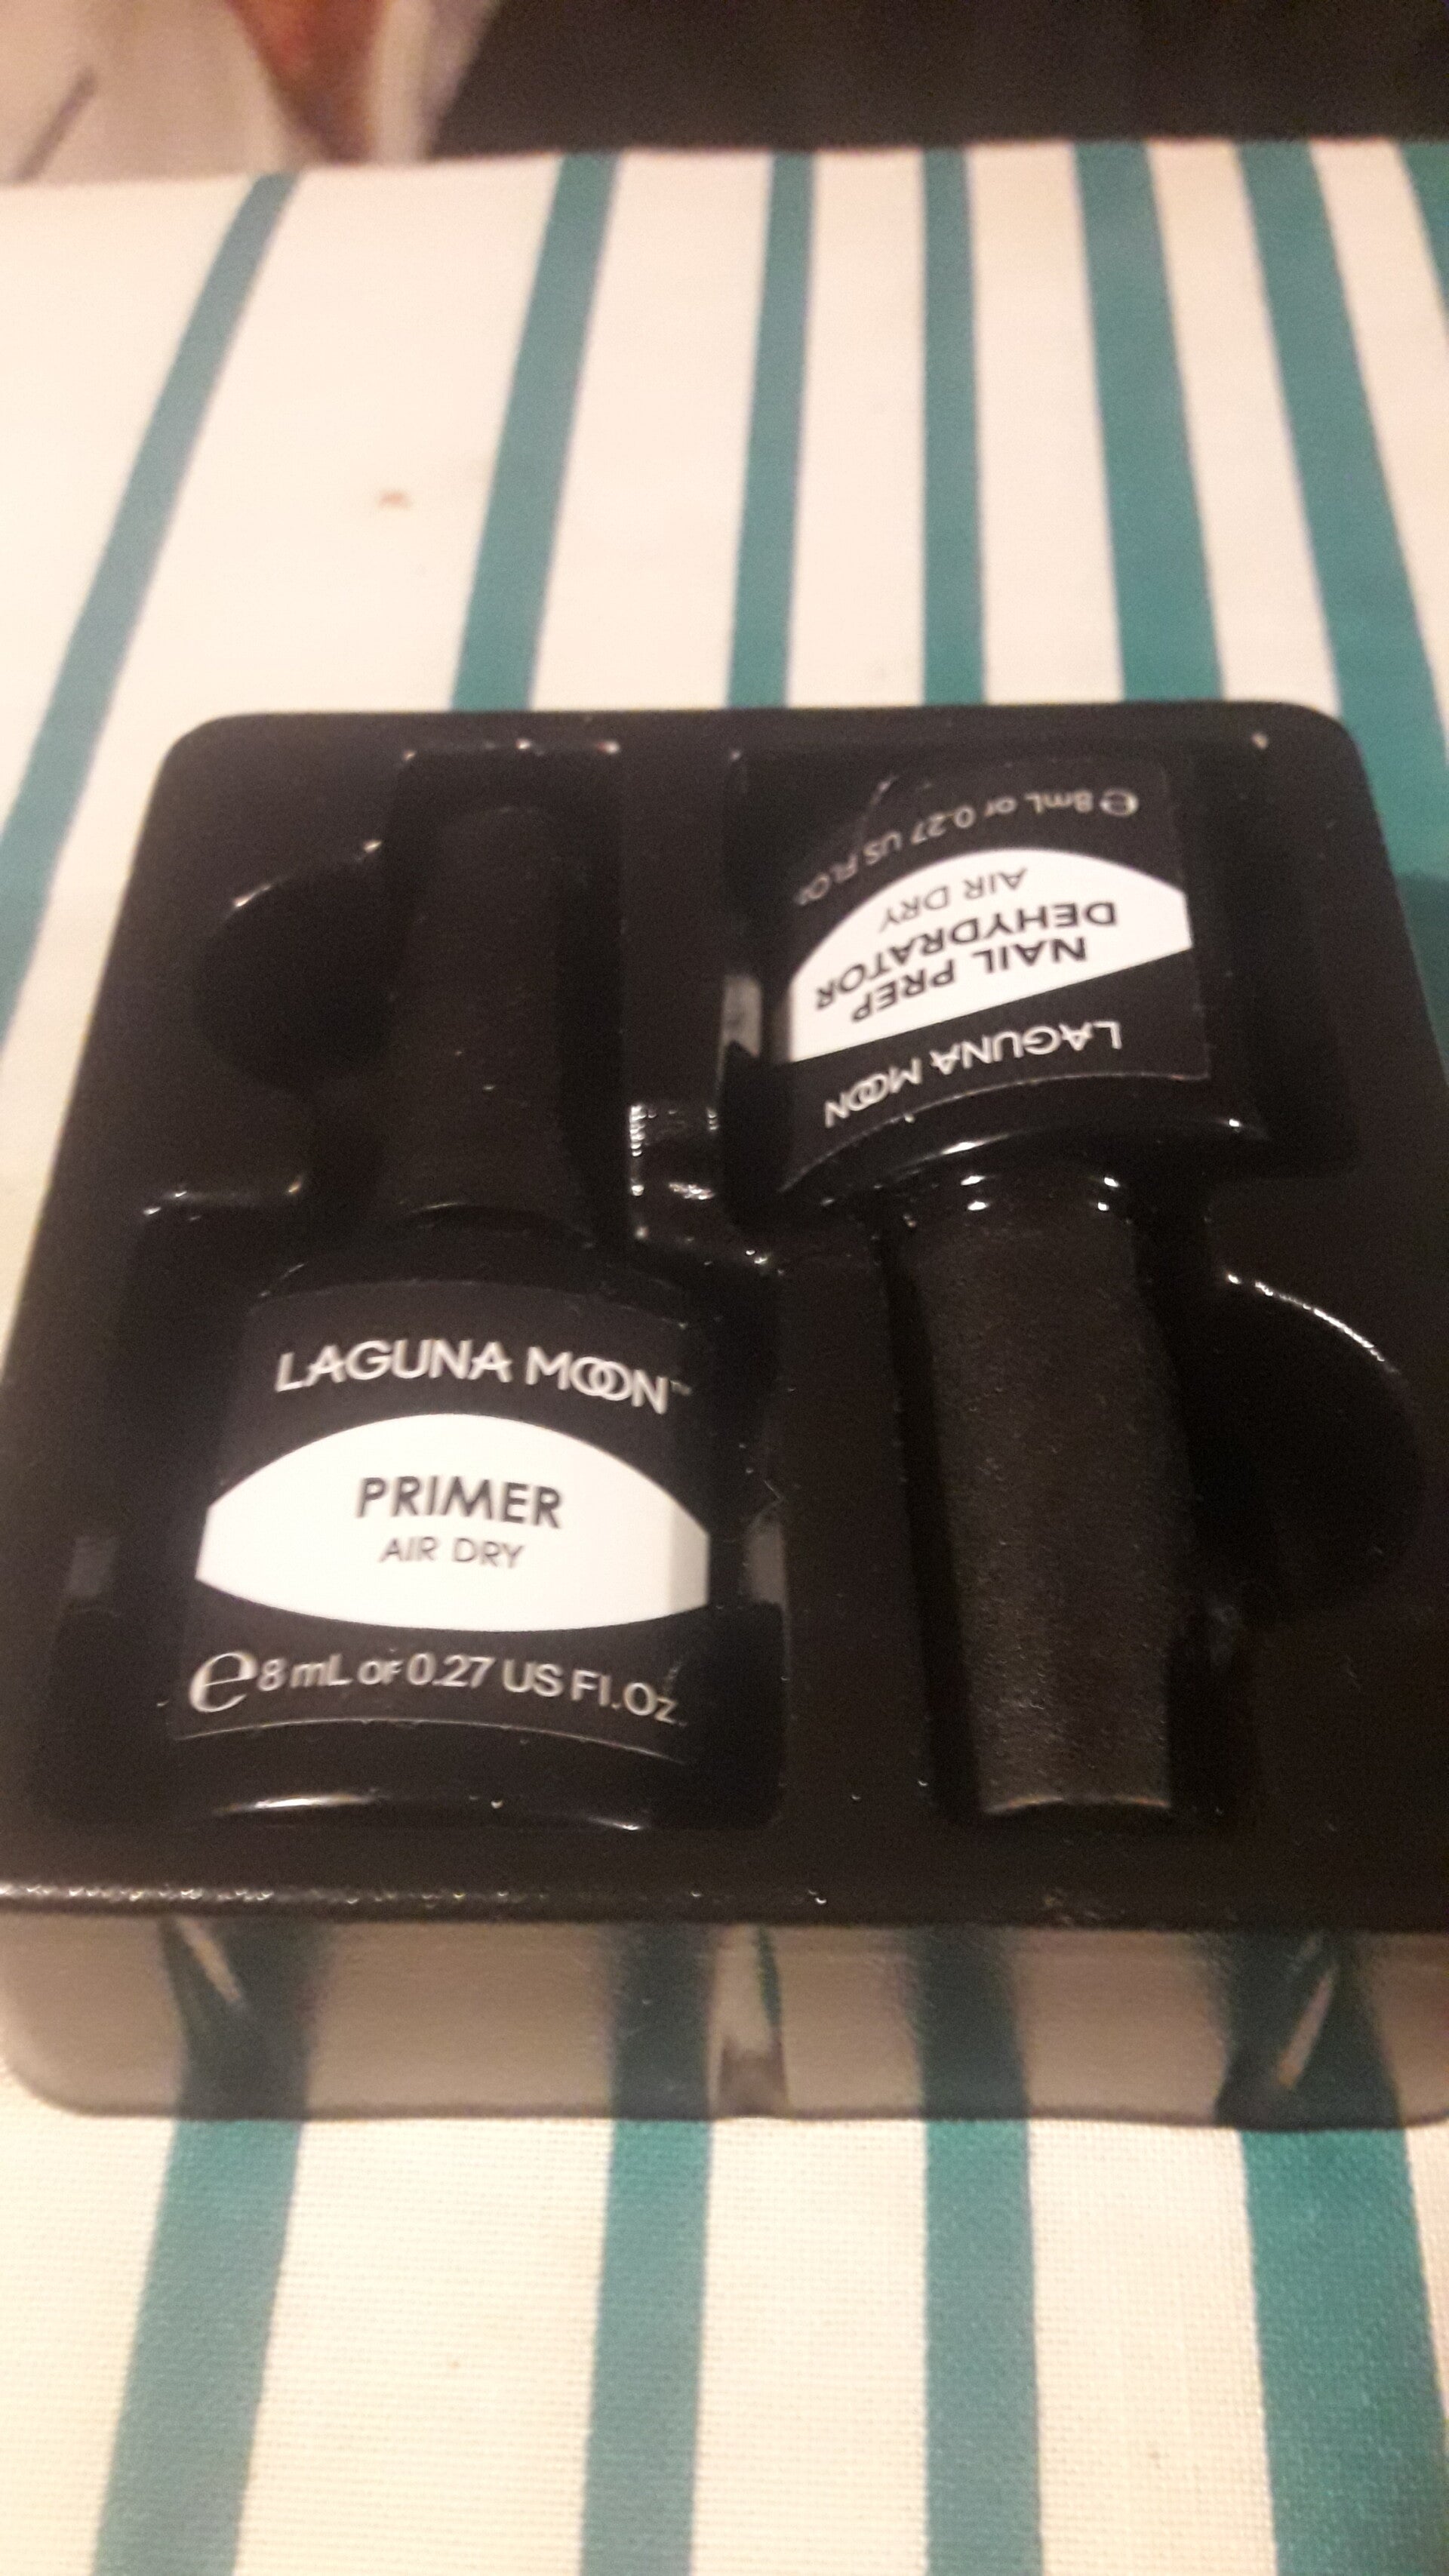 LAGUNA MOON™
PRIMER
AIR DRY
e 8 mL or 0.27 US Fl.Oz.
LAGUNA MOON
NAIL PREP
DEHYDRATOR
AIR DRY
e 8mL or 0.27 US Fl.Oz.